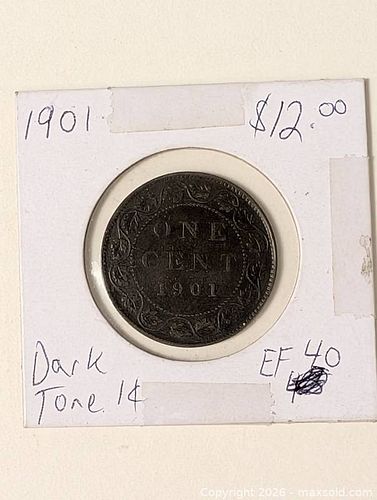 1901
$12.00
ONE
CENT
1901
Dark
Tone 1¢
EF 40
Copyright 2026 - maxsold.com